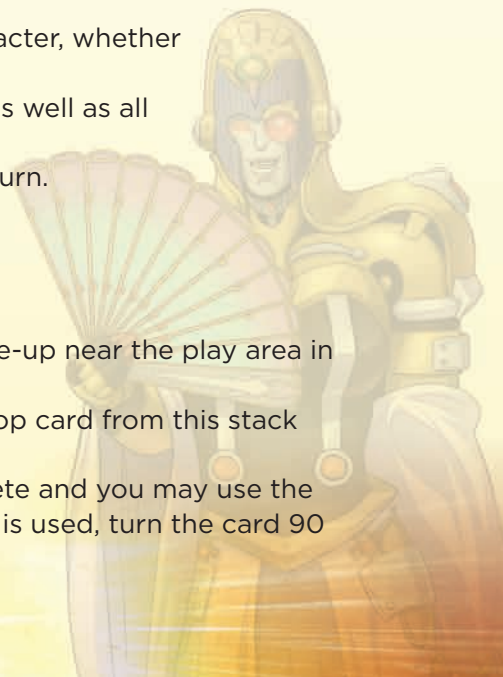 acter, whether
s well as all
urn.
e-up near the play area in
op card from this stack
ete and you may use the
is used, turn the card 90